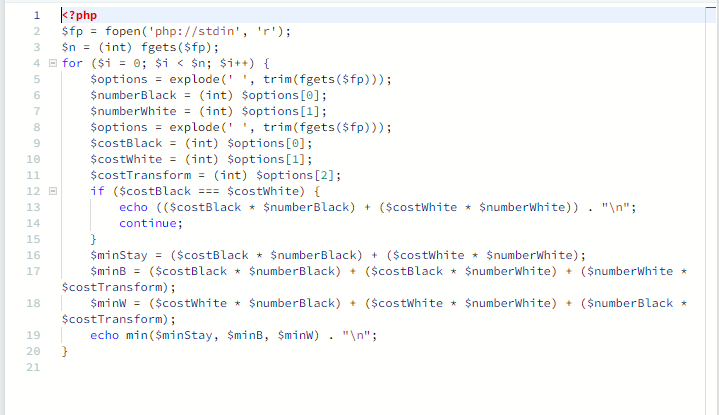 1 <?php
2 $fp = fopen('php://stdin', 'r');
3 $n = (int) fgets($fp);
4 for ($i = 0; $i < $n; $i++) {
5 $options = explode(' ', trim(fgets($fp)));
6 $numberBlack = (int) $options[0];
7 $numberWhite = (int) $options[1];
8 $options = explode(' ', trim(fgets($fp)));
9 $costBlack = (int) $options[0];
10 $costWhite = (int) $options[1];
11 $costTransform = (int) $options[2];
12 if ($costBlack === $costWhite) {
13 echo (($costBlack * $numberBlack) + ($costWhite * $numberWhite)) . "\n";
14 continue;
15 }
16 $minStay = ($costBlack * $numberBlack) + ($costWhite * $numberWhite);
17 $minB = ($costBlack * $numberBlack) + ($costBlack * $numberWhite) + ($numberWhite *
$costTransform);
18 $minW = ($costWhite * $numberBlack) + ($costWhite * $numberWhite) + ($numberBlack *
$costTransform);
19 echo min($minStay, $minB, $minW) . "\n";
20 }
21